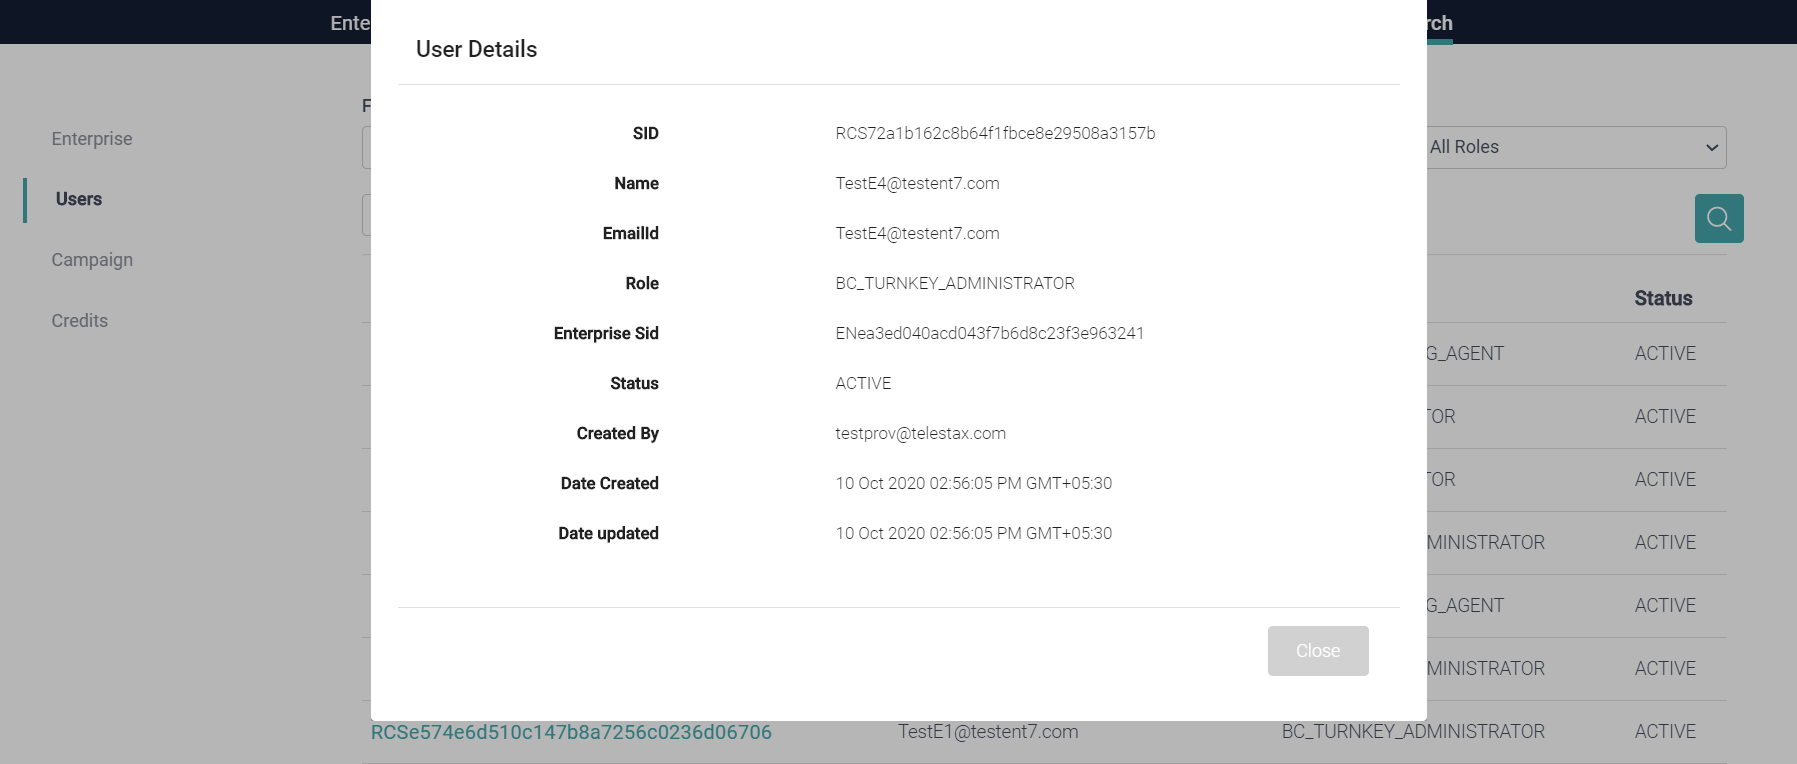 User Details
Enterprise
Users
Campaign
Credits
SID RCS72a1b162c8b64f1fbce8e29508a3157b
Name TestE4@testent7.com
EmailId TestE4@testent7.com
Role BC_TURNKEY_ADMINISTRATOR
Enterprise Sid ENea3ed040acd043f7b6d8c23f3e963241
Status ACTIVE
Created By testprov@telestax.com
Date Created 10 Oct 2020 02:56:05 PM GMT+05:30
Date updated 10 Oct 2020 02:56:05 PM GMT+05:30
Close
All Roles
Status
G_AGENT ACTIVE
TOR ACTIVE
TOR ACTIVE
MINISTRATOR ACTIVE
G_AGENT ACTIVE
MINISTRATOR ACTIVE
RCSe574e6d510c147b8a7256c0236d06706 TestE1@testent7.com BC_TURNKEY_ADMINISTRATOR ACTIVE